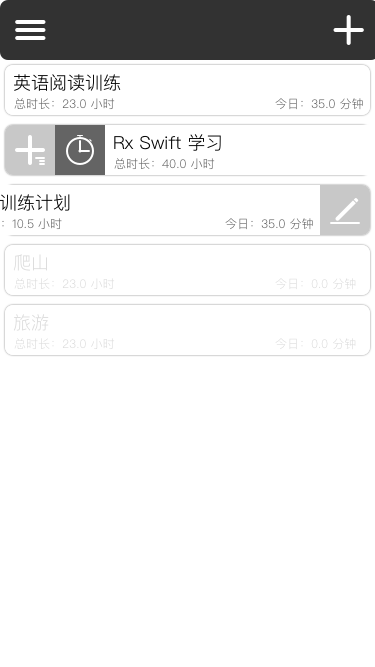 英语阅读训练
总时长：23.0 小时 今日：35.0 分钟
Rx Swift 学习
总时长：40.0 小时
训练计划
：10.5 小时 今日：35.0 分钟
爬山
总时长：23.0 小时 今日：0.0 分钟
旅游
总时长：23.0 小时 今日：0.0 分钟